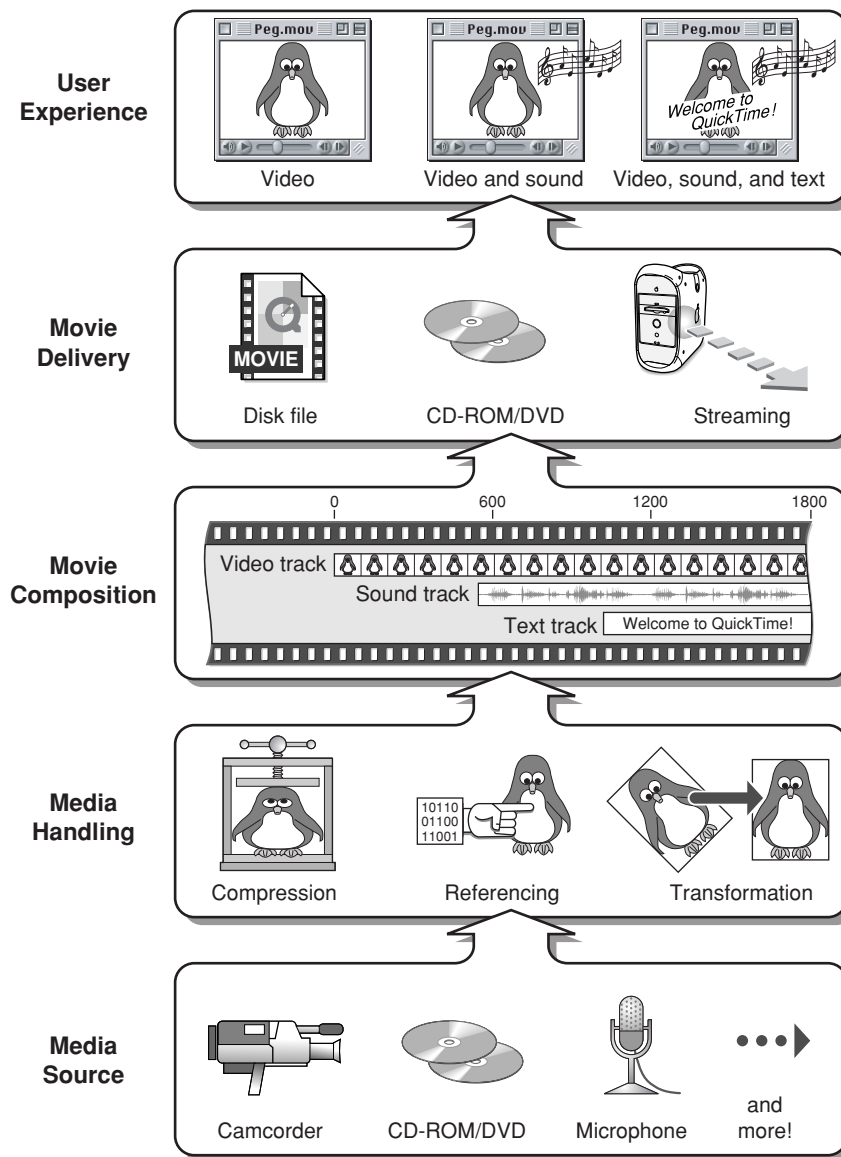 Peg.mov
Peg.mov
Peg.mov
Welcome to
QuickTime!
User
Experience
Video
Video and sound
Video, sound, and text
Movie
Delivery
MOVIE
Disk file
CD-ROM/DVD
Streaming
0
600
1200
1800
Movie
Composition
Video track
Sound track
Text track
Welcome to QuickTime!
Media
Handling
10110
01100
11001
Compression
Referencing
Transformation
Media
Source
Camcorder
CD-ROM/DVD
Microphone
and
more!